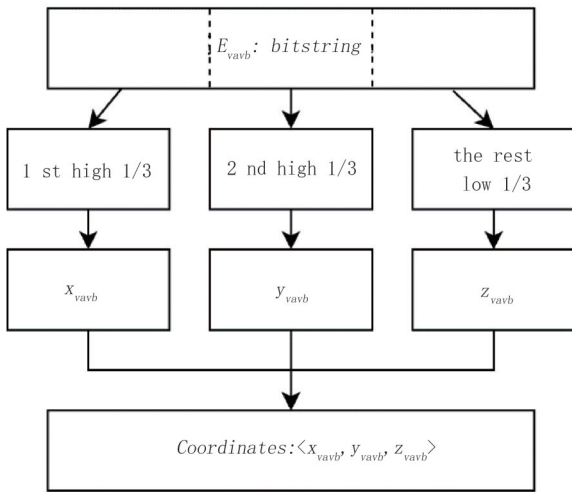 E_vavb: bitstring
1 st high 1/3
2 nd high 1/3
the rest
low 1/3
x_vavb
y_vavb
z_vavb
Coordinates:<x_vavb, y_vavb, z_vavb>